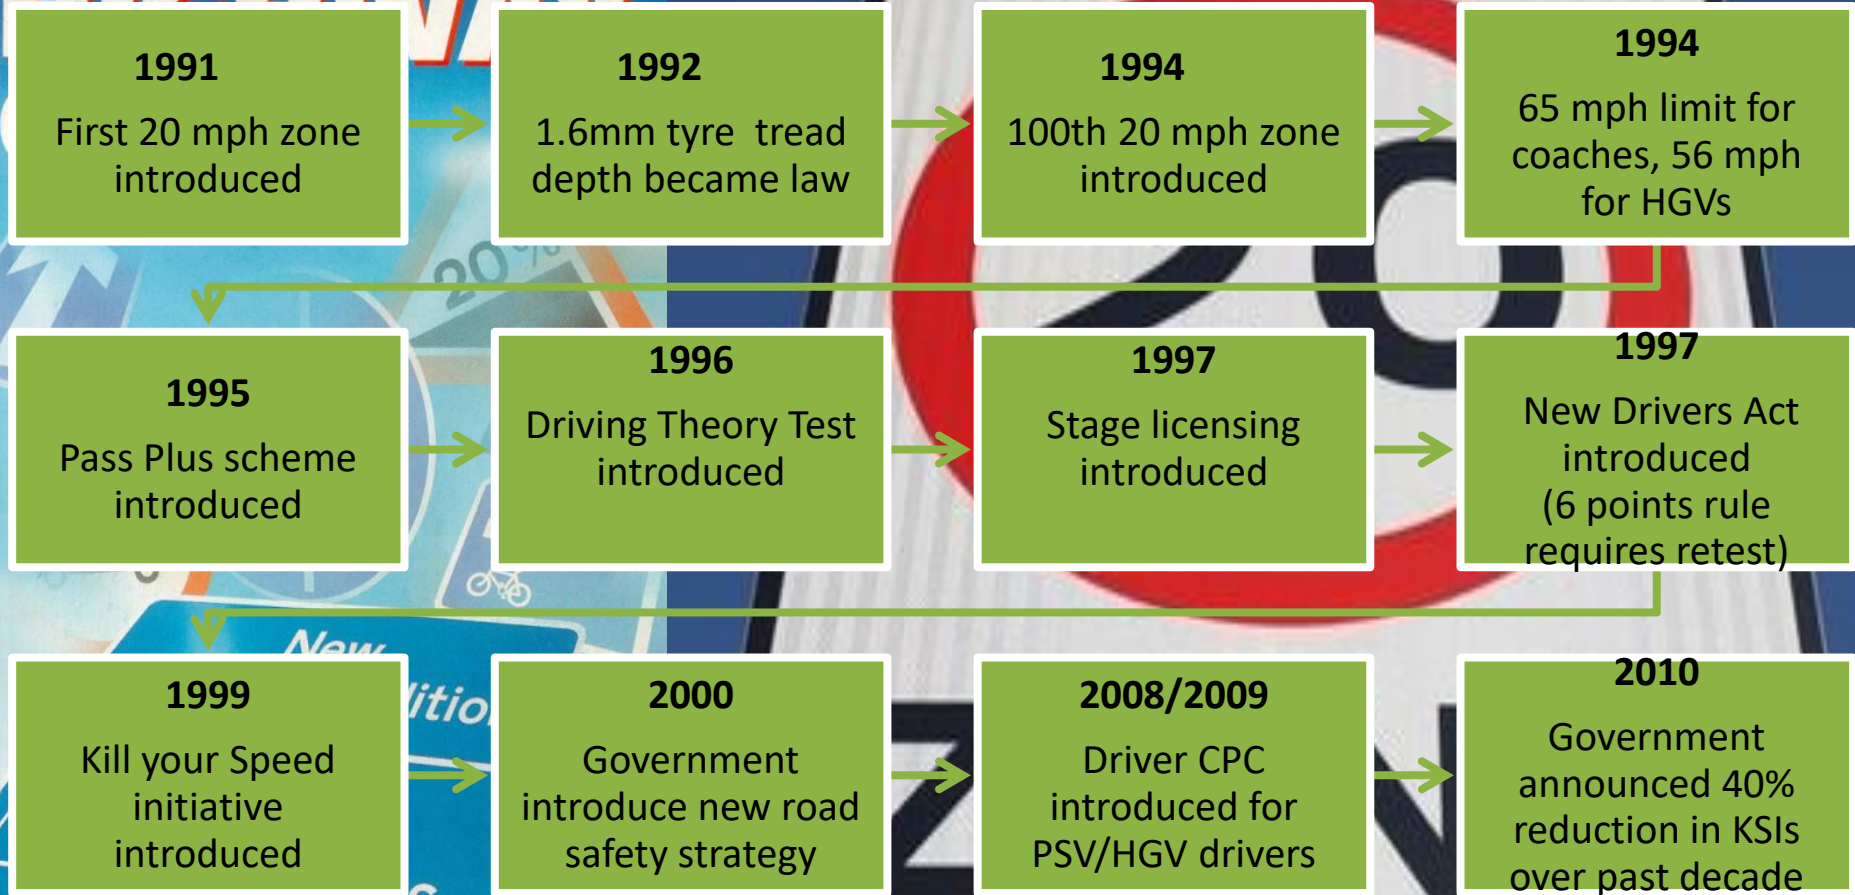 1991
First 20 mph zone
introduced
1992
1.6mm tyre  tread
depth became law
1994
100th 20 mph zone
introduced
1994
65 mph limit for
coaches, 56 mph
for HGVs
20%
1995
Pass Plus scheme
introduced
1996
Driving Theory Test
introduced
1997
Stage licensing
introduced
1997
New Drivers Act
introduced
(6 points rule
requires retest)
20
New
1999
Kill your Speed
initiative
introduced
2000
Government
introduce new road
safety strategy
2008/2009
Driver CPC
introduced for
PSV/HGV drivers
2010
Government
announced 40%
reduction in KSIs
over past decade